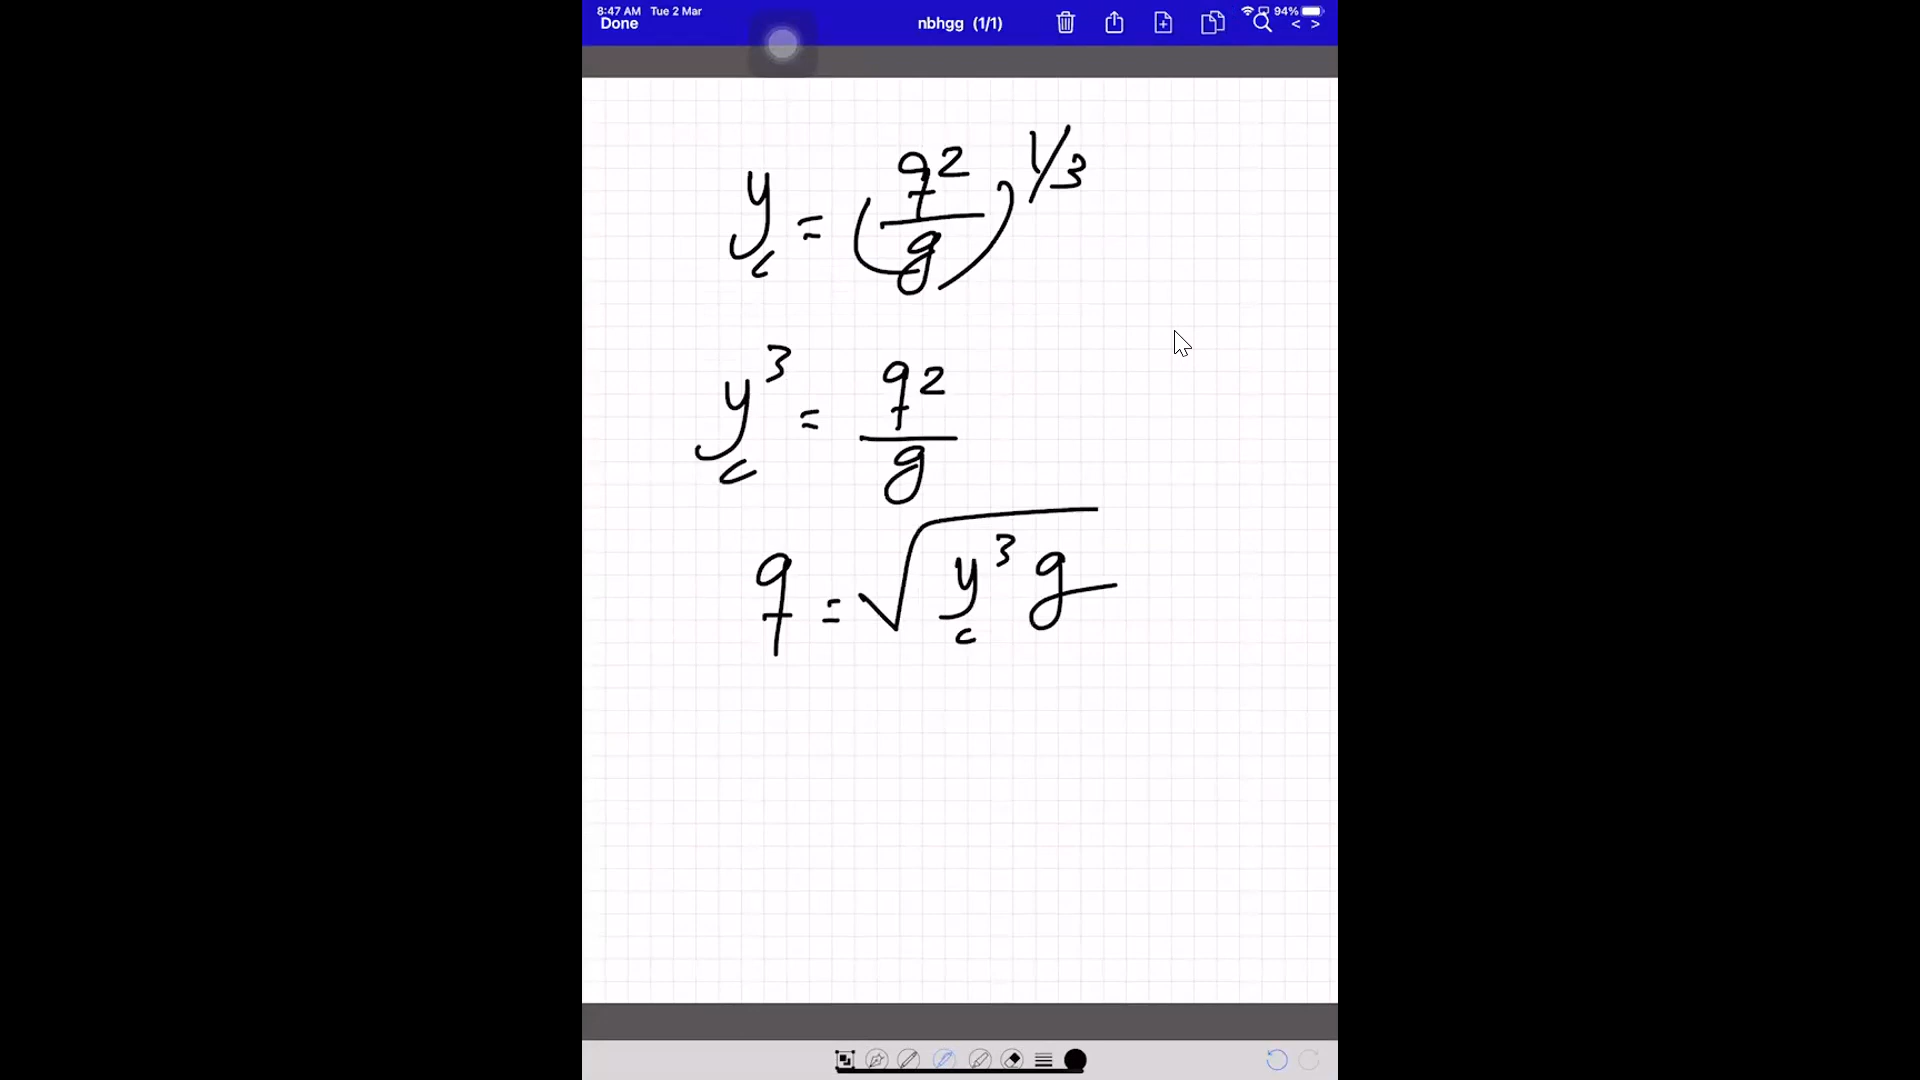 8:47 AM Tue 2 Mar 94%
Done nbhgg (1/1) < >
y_c = (q²/g)^1/3
y_c³ = q²/g
q = √(y_c³ g)